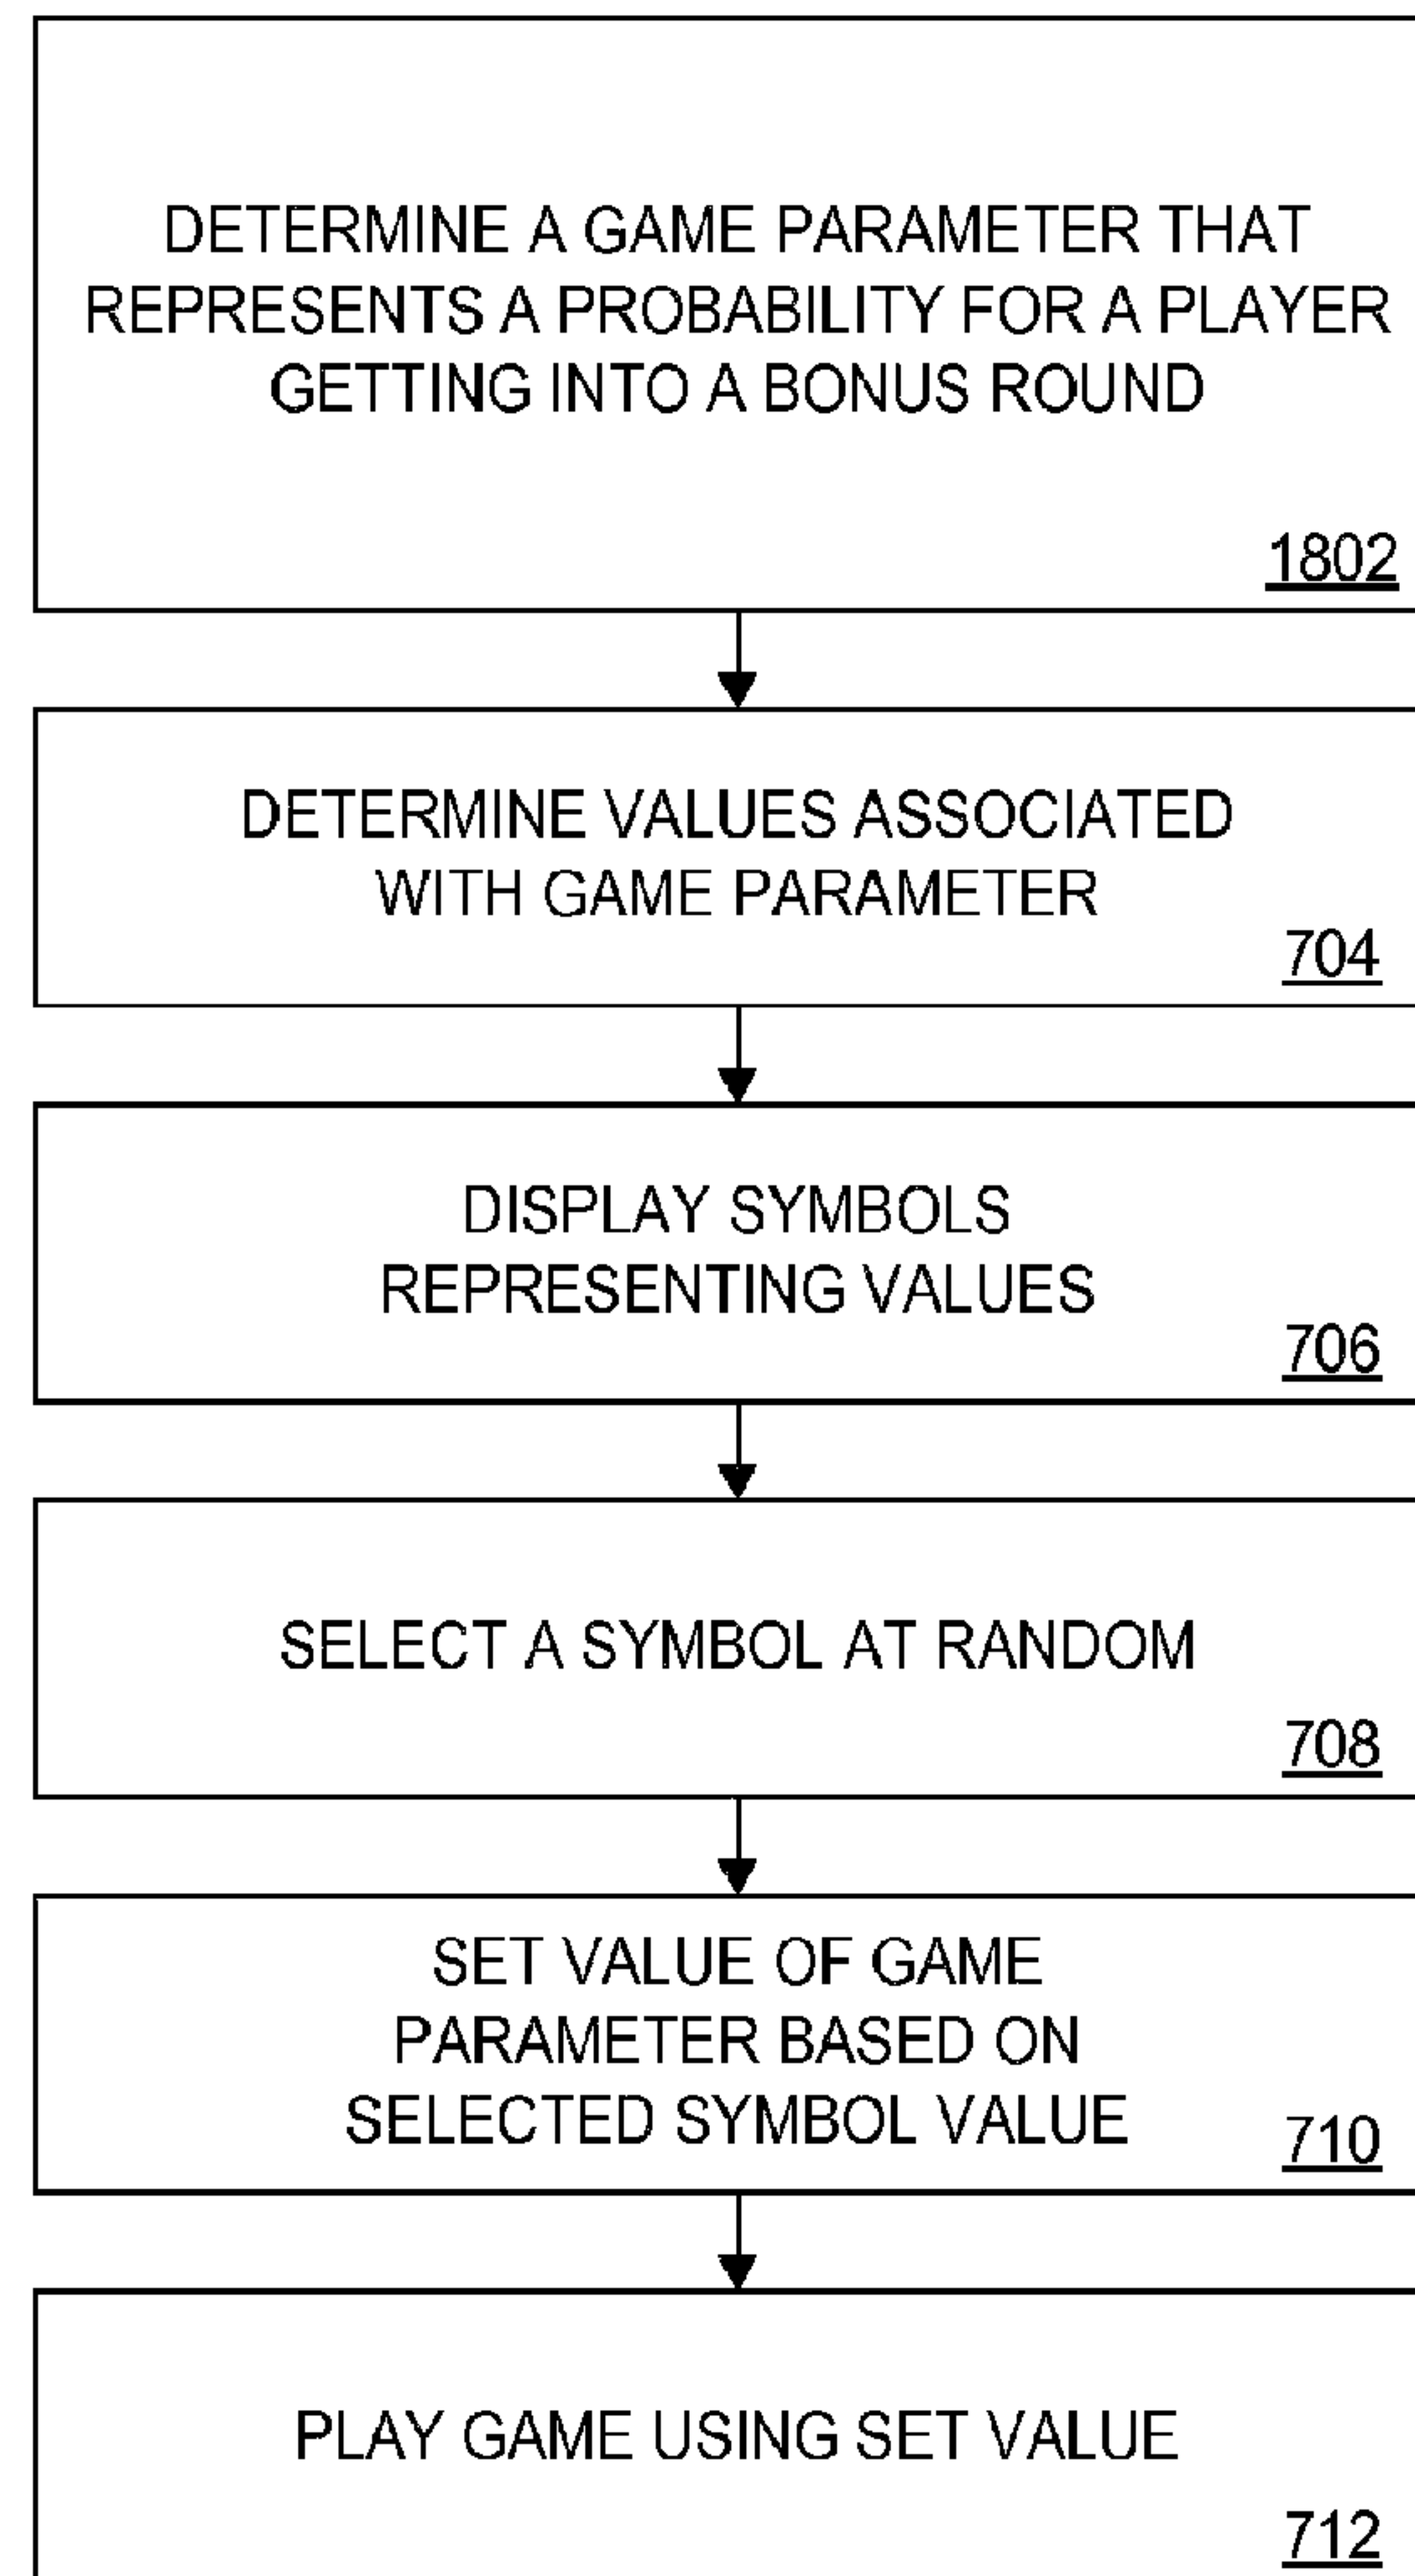 DETERMINE A GAME PARAMETER THAT
REPRESENTS A PROBABILITY FOR A PLAYER
GETTING INTO A BONUS ROUND
1802
DETERMINE VALUES ASSOCIATED
WITH GAME PARAMETER
704
DISPLAY SYMBOLS
REPRESENTING VALUES
706
SELECT A SYMBOL AT RANDOM
708
SET VALUE OF GAME
PARAMETER BASED ON
SELECTED SYMBOL VALUE
710
PLAY GAME USING SET VALUE
712